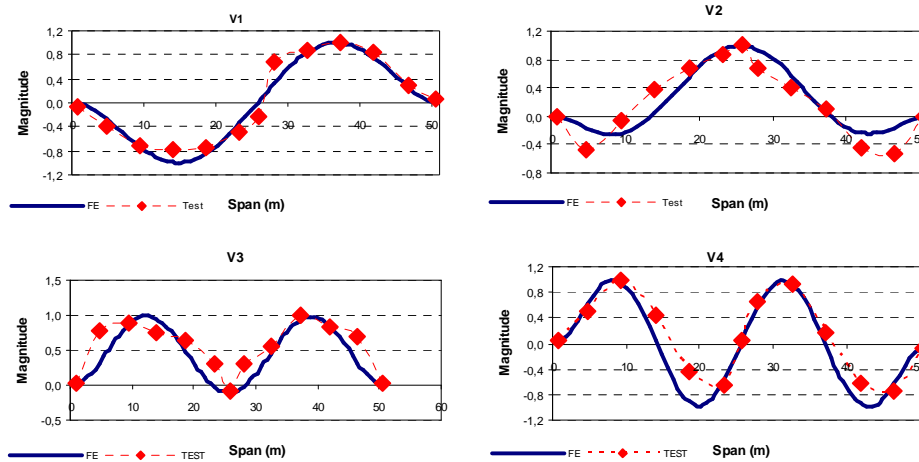 V1
1,2
0,8
0,4
0,0
-0,4
-0,8
-1,2
0 10 20 30 40 50
Magnitude
Span (m)
FE Test
V2
1,2
0,8
0,4
0,0
-0,4
-0,8
0 10 20 30 40 5
Magnitude
Span (m)
FE Test
V3
1,5
1,0
0,5
0,0
-0,5
0 10 20 30 40 50 60
Magnitude
Span (m)
FE TEST
V4
1,2
0,8
0,4
0,0
-0,4
-0,8
-1,2
0 10 20 30 40 5
Magnitude
Span (m)
FE TEST